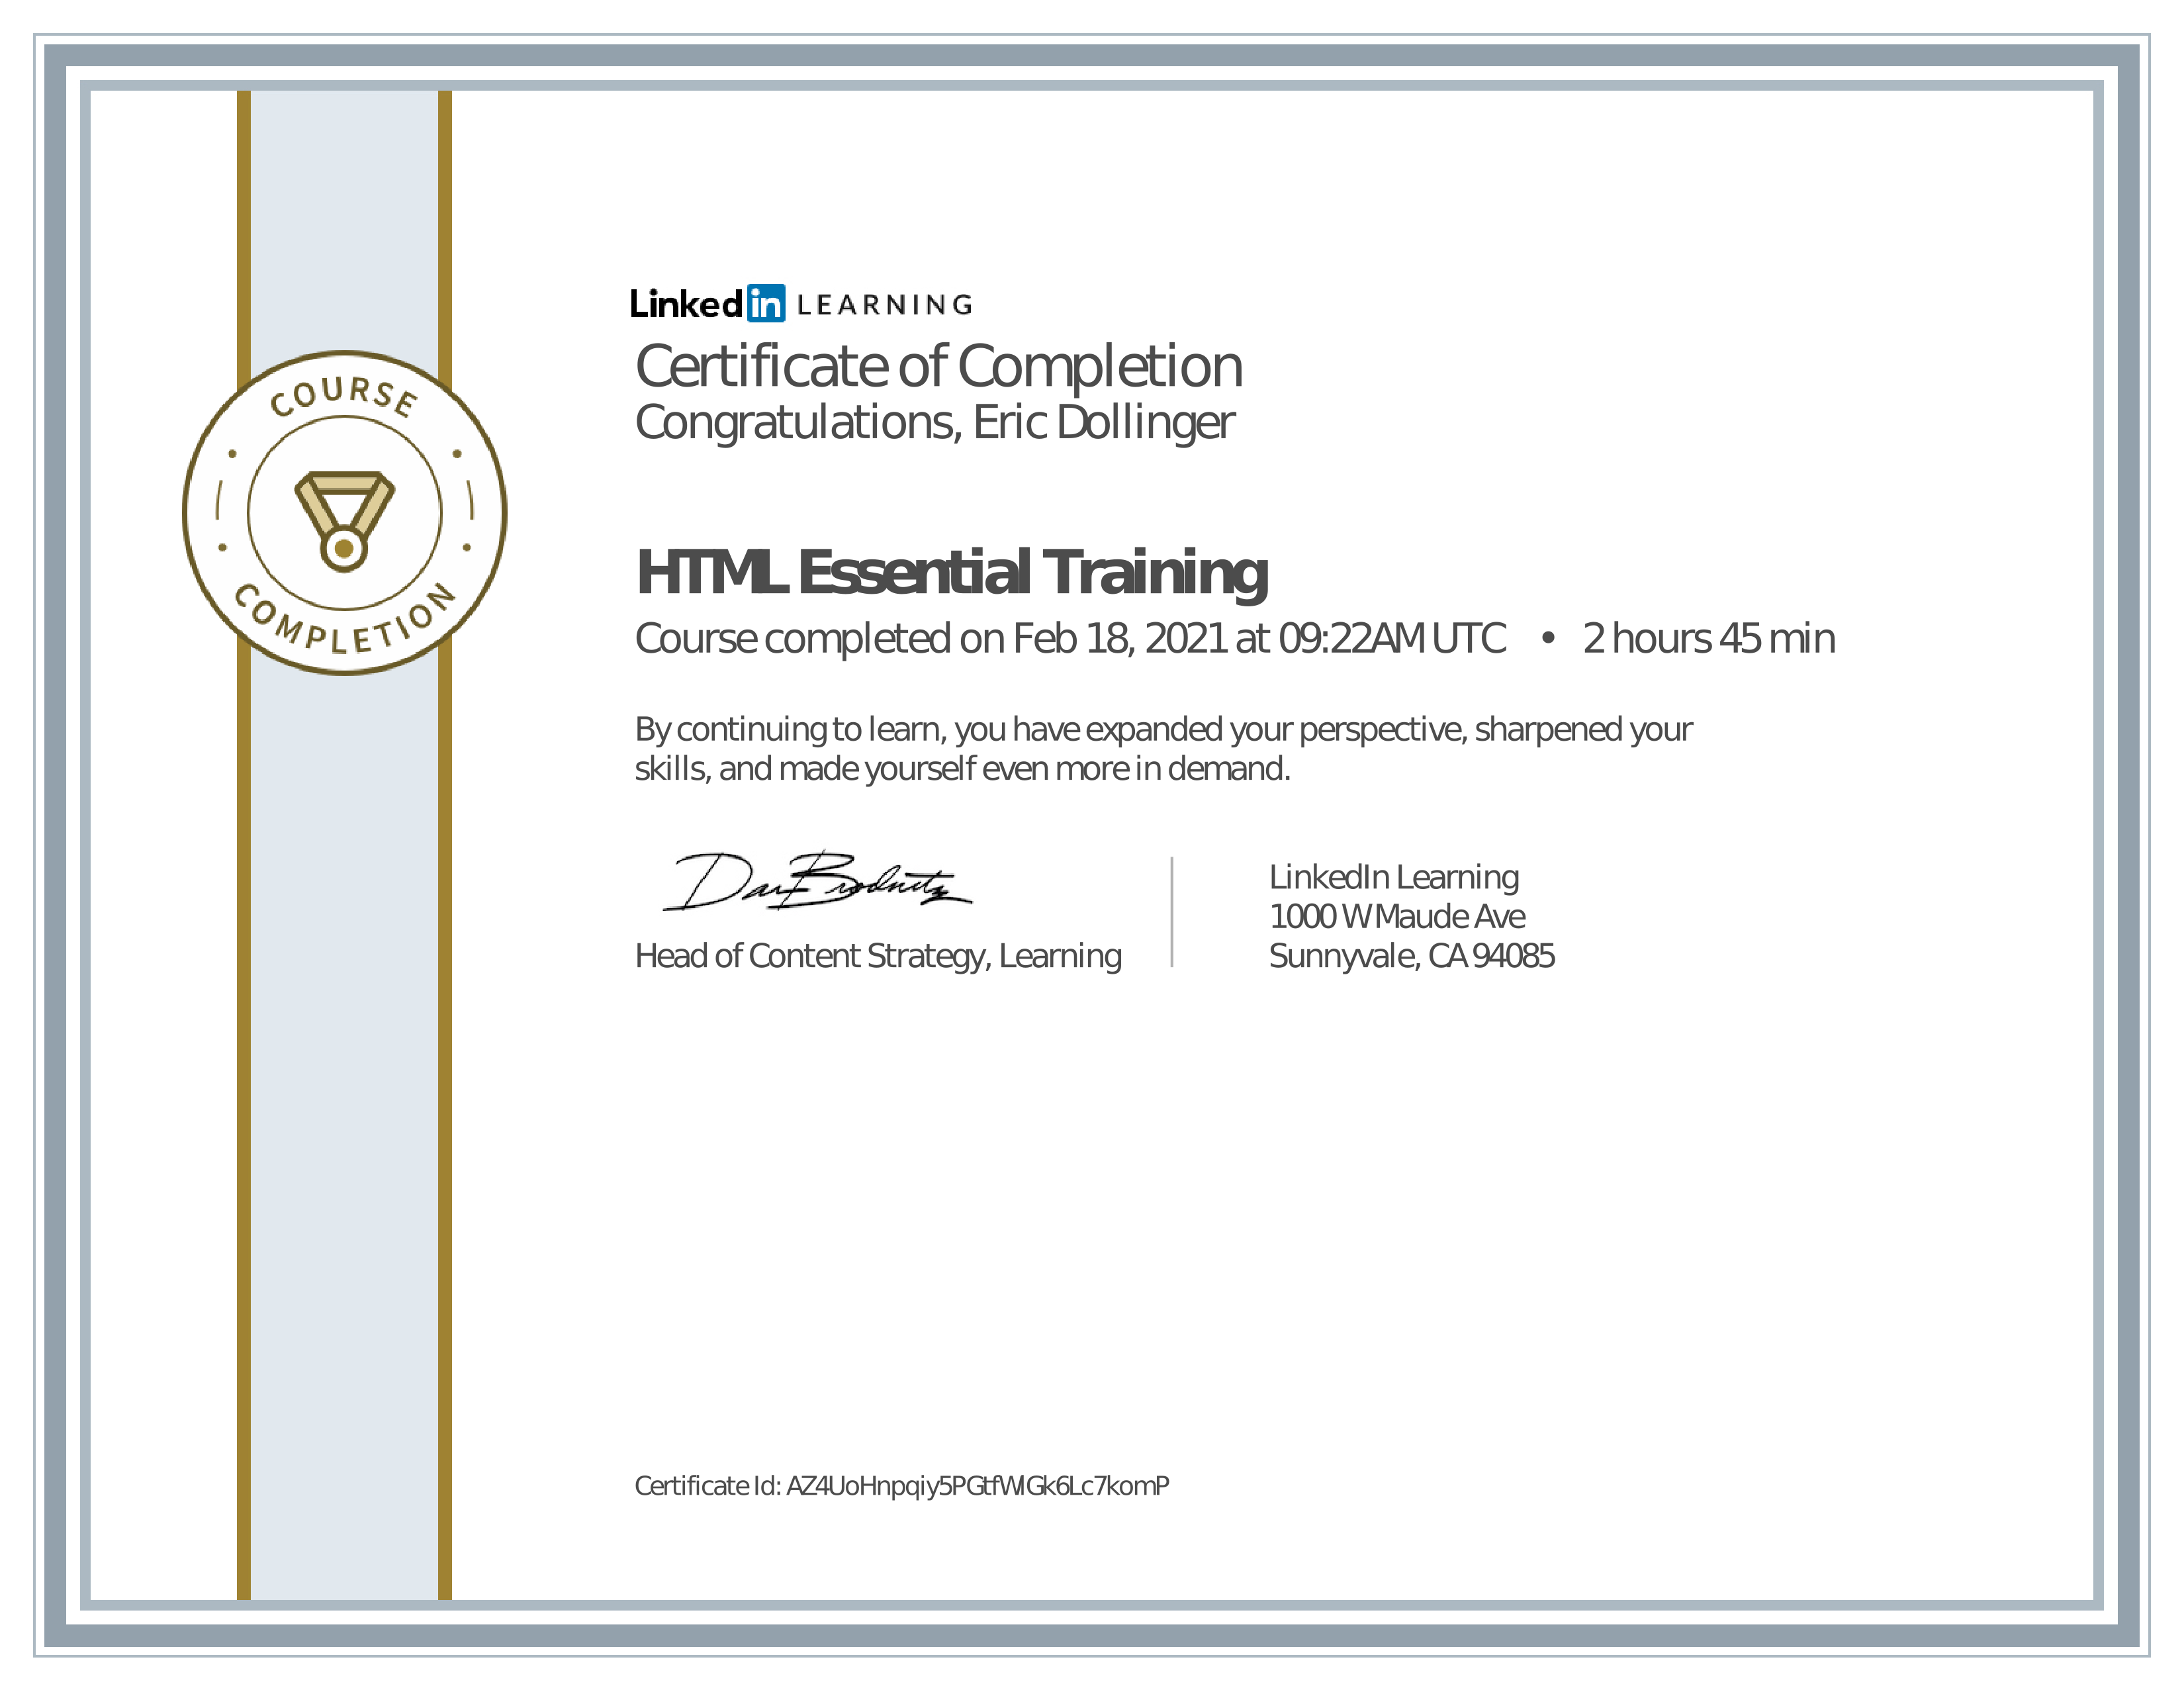 COURSE
COMPLETION
Linked in LEARNING
Certificate of Completion
Congratulations, Eric Dollinger
HTML Essential Training
Course completed on Feb 18, 2021 at 09:22AM UTC • 2 hours 45 min
By continuing to learn, you have expanded your perspective, sharpened your
skills, and made yourself even more in demand.
Dan Brodnitz
Head of Content Strategy, Learning
LinkedIn Learning
1000 W Maude Ave
Sunnyvale, CA 94085
Certificate Id: AZ4UoHnpqiy5PGtfWlGk6Lc7komP